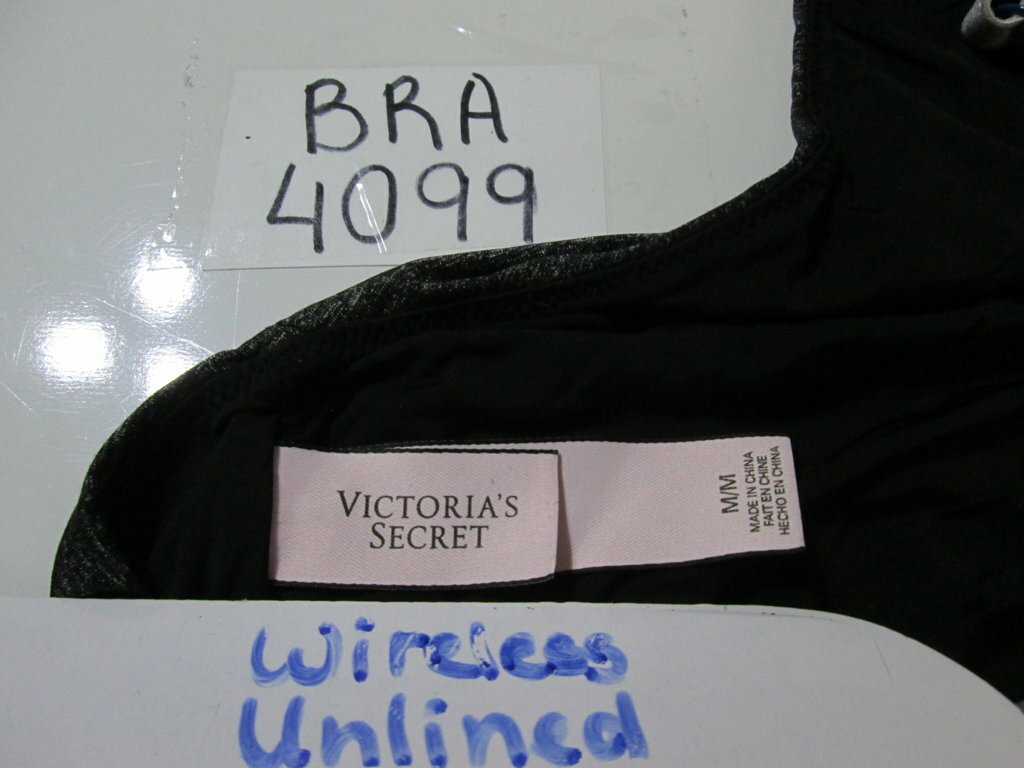 BRA
4099
VICTORIA'S
SECRET
M/M
MADE IN CHINA
FAIT EN CHINE
HECHO EN CHINA
Wireless
Unlined